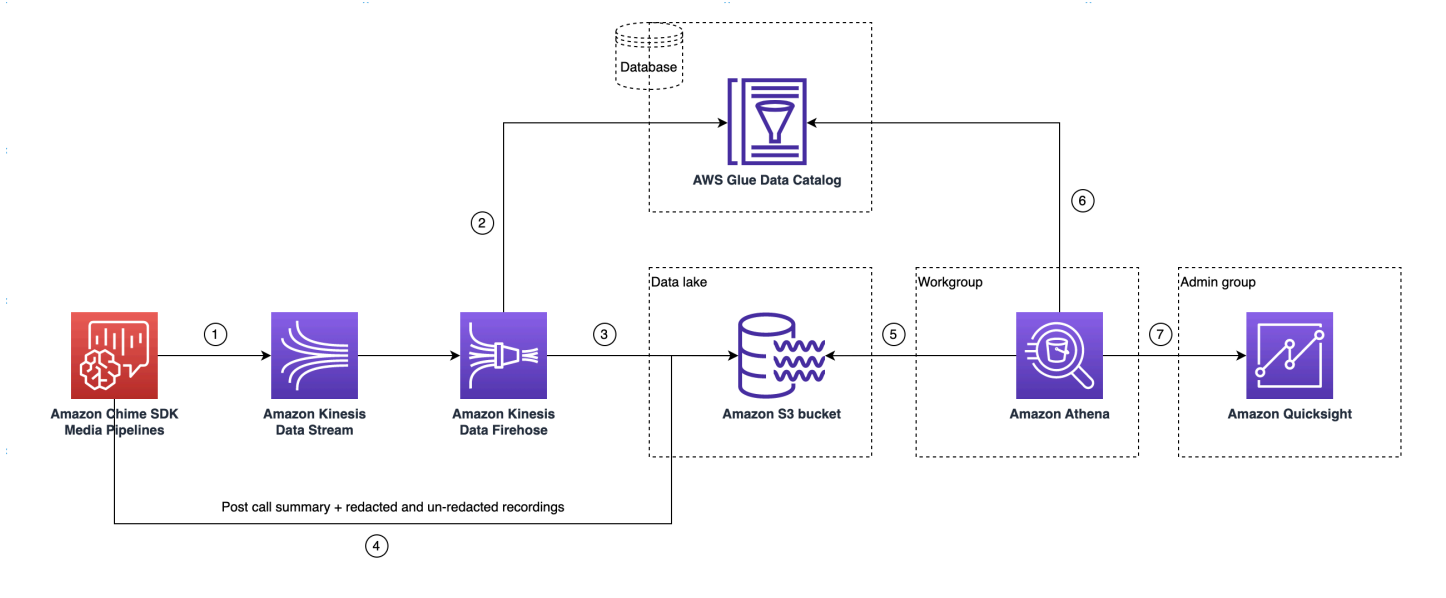 Database
AWS Glue Data Catalog
2
6
Data lake
Workgroup
Admin group
1
3
5
7
Amazon Chime SDK
Media Pipelines
Amazon Kinesis
Data Stream
Amazon Kinesis
Data Firehose
Amazon S3 bucket
Amazon Athena
Amazon Quicksight
Post call summary + redacted and un-redacted recordings
4